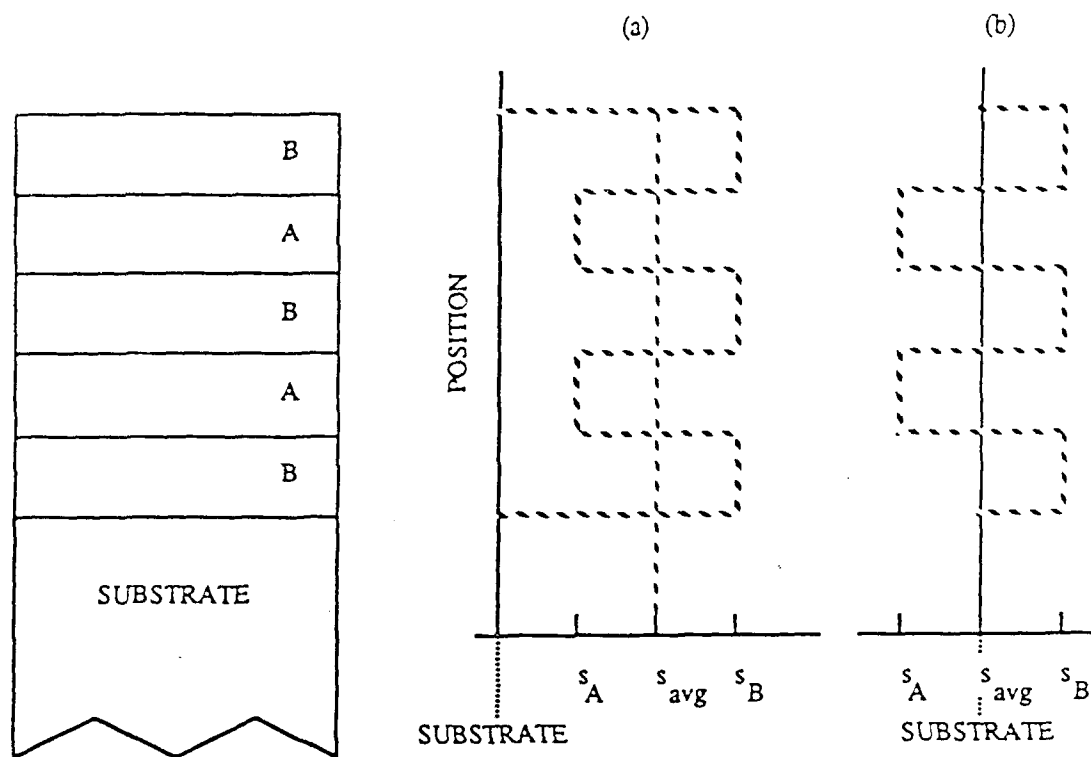 (a)
(b)
B
A
B
A
B
SUBSTRATE
POSITION
s_A s_avg s_B
SUBSTRATE
s_A s_avg s_B
SUBSTRATE